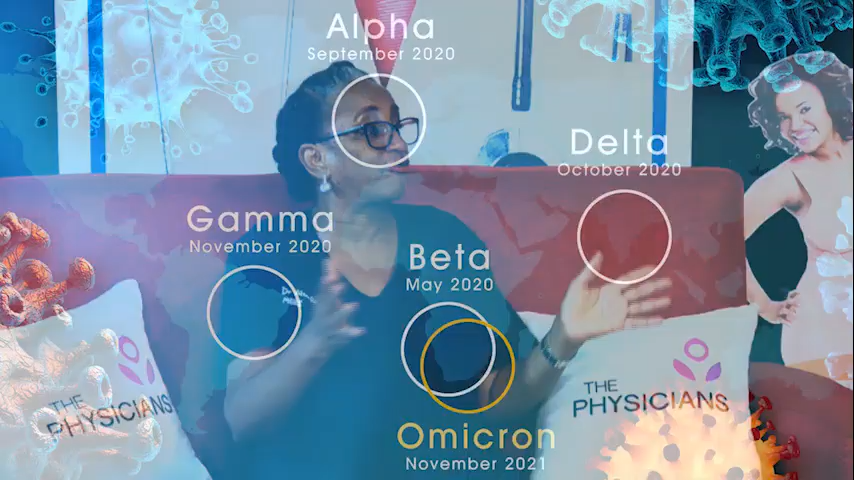 Alpha
September 2020
Delta
October 2020
Gamma
November 2020
Beta
May 2020
Omicron
November 2021
THE
PHYSICIANS
THE
PHYSICIANS